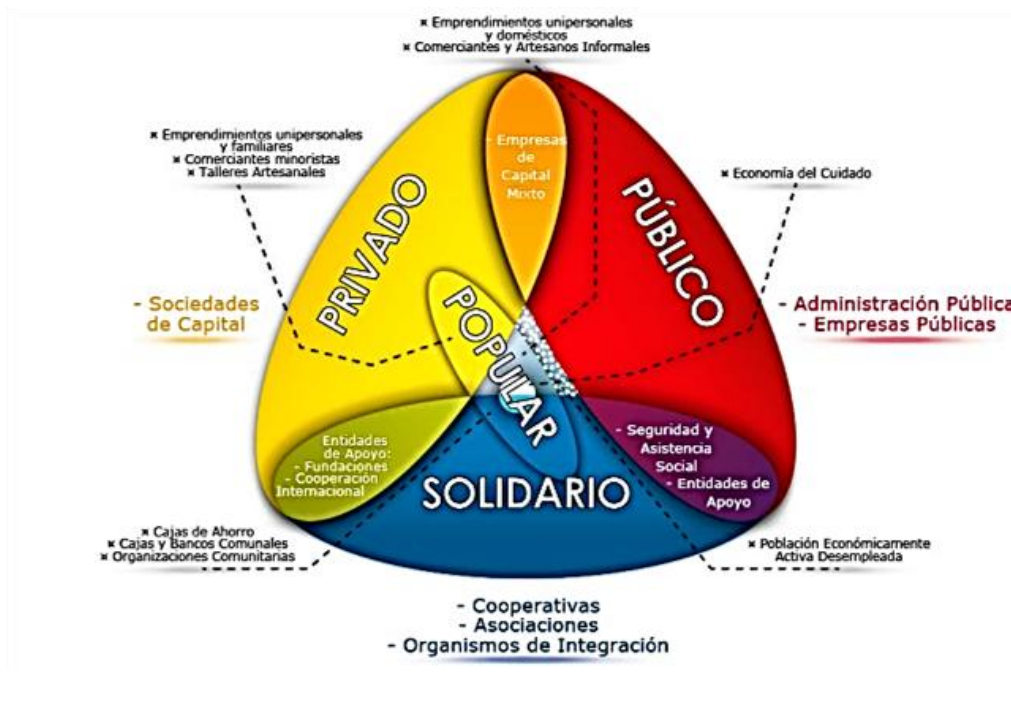 × Emprendimientos unipersonales
y domésticos
× Comerciantes y Artesanos Informales
× Emprendimientos unipersonales
y familiares
× Comerciantes minoristas
× Talleres Artesanales
- Empresas
de
Capital
Mixto
× Economía del Cuidado
PRIVADO
PÚBLICO
- Sociedades
de Capital
- Administración Pública
- Empresas Públicas
POPULAR
Entidades
de Apoyo:
- Fundaciones
- Cooperación
Internacional
- Seguridad y
Asistencia
Social
- Entidades de
Apoyo
SOLIDARIO
× Cajas de Ahorro
× Cajas y Bancos Comunales
× Organizaciones Comunitarias
× Población Económicamente
Activa Desempleada
- Cooperativas
- Asociaciones
- Organismos de Integración